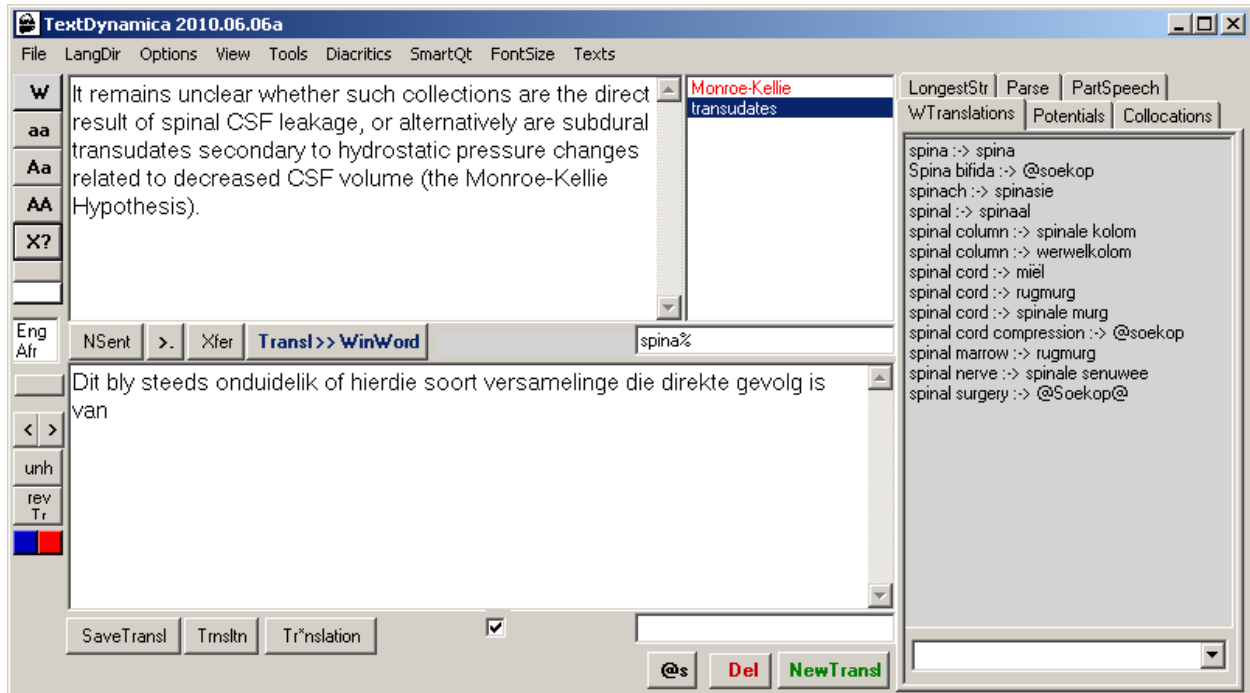 TextDynamica 2010.06.06a
File LangDir Options View Tools Diacritics SmartQt FontSize Texts
W
aa
Aa
AA
X?
It remains unclear whether such collections are the direct
result of spinal CSF leakage, or alternatively are subdural
transudates secondary to hydrostatic pressure changes
related to decreased CSF volume (the Monroe-Kellie
Hypothesis).
Monroe-Kellie
transudates
Eng
Afr
NSent >. Xfer Transl>>WinWord spina%
Dit bly steeds onduidelik of hierdie soort versamelinge die direkte gevolg is
van
< >
unh
rev
Tr
SaveTransl Trnsltn Tr*nslation
@s Del NewTransl
LongestStr Parse PartSpeech
WTranslations Potentials Collocations
spina :-> spina
Spina bifida :-> @soekop
spinach :-> spinasie
spinal :-> spinaal
spinal column :-> spinale kolom
spinal column :-> werwelkolom
spinal cord :-> miël
spinal cord :-> rugmurg
spinal cord :-> spinale murg
spinal cord compression :-> @soekop
spinal marrow :-> rugmurg
spinal nerve :-> spinale senuwee
spinal surgery :-> @Soekop@